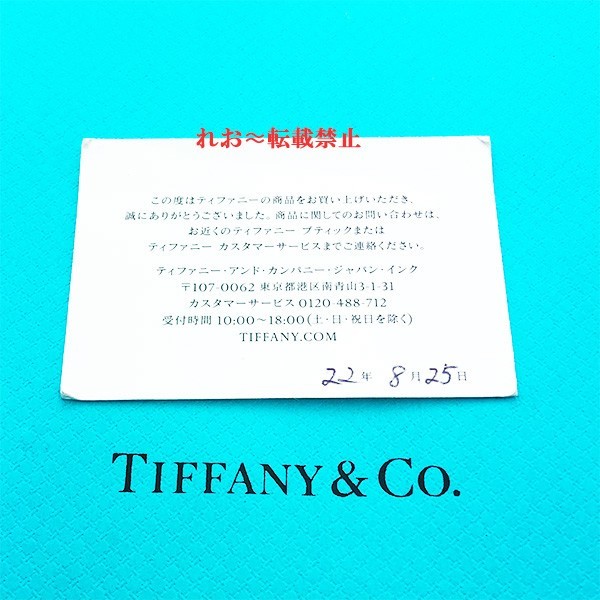 れお～転載禁止
この度はティファニーの商品をお買い上げいただき、
誠にありがとうございました。商品に関してのお問い合わせは、
お近くのティファニー ブティックまたは
ティファニー カスタマーサービスまでご連絡ください。
ティファニー・アンド・カンパニー・ジャパン・インク
〒107-0062 東京都港区南青山3-1-31
カスタマーサービス 0120-488-712
受付時間 10:00～18:00(土・日・祝日を除く)
TIFFANY.COM
22年 8月25日
TIFFANY & CO.